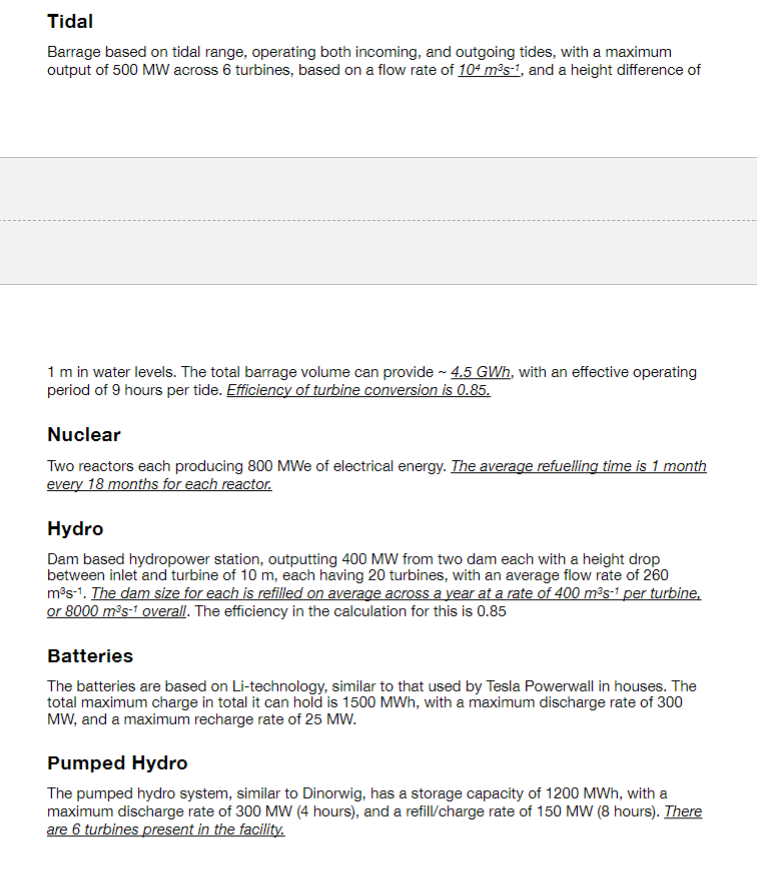 Tidal
Barrage based on tidal range, operating both incoming, and outgoing tides, with a maximum
output of 500 MW across 6 turbines, based on a flow rate of 10⁴ m³s-¹, and a height difference of
1 m in water levels. The total barrage volume can provide ~ 4.5 GWh, with an effective operating
period of 9 hours per tide. Efficiency of turbine conversion is 0.85.
Nuclear
Two reactors each producing 800 MWe of electrical energy. The average refuelling time is 1 month
every 18 months for each reactor.
Hydro
Dam based hydropower station, outputting 400 MW from two dam each with a height drop
between inlet and turbine of 10 m, each having 20 turbines, with an average flow rate of 260
m³s-¹. The dam size for each is refilled on average across a year at a rate of 400 m³s-¹ per turbine,
or 8000 m³s-¹ overall. The efficiency in the calculation for this is 0.85
Batteries
The batteries are based on Li-technology, similar to that used by Tesla Powerwall in houses. The
total maximum charge in total it can hold is 1500 MWh, with a maximum discharge rate of 300
MW, and a maximum recharge rate of 25 MW.
Pumped Hydro
The pumped hydro system, similar to Dinorwig, has a storage capacity of 1200 MWh, with a
maximum discharge rate of 300 MW (4 hours), and a refill/charge rate of 150 MW (8 hours). There
are 6 turbines present in the facility.